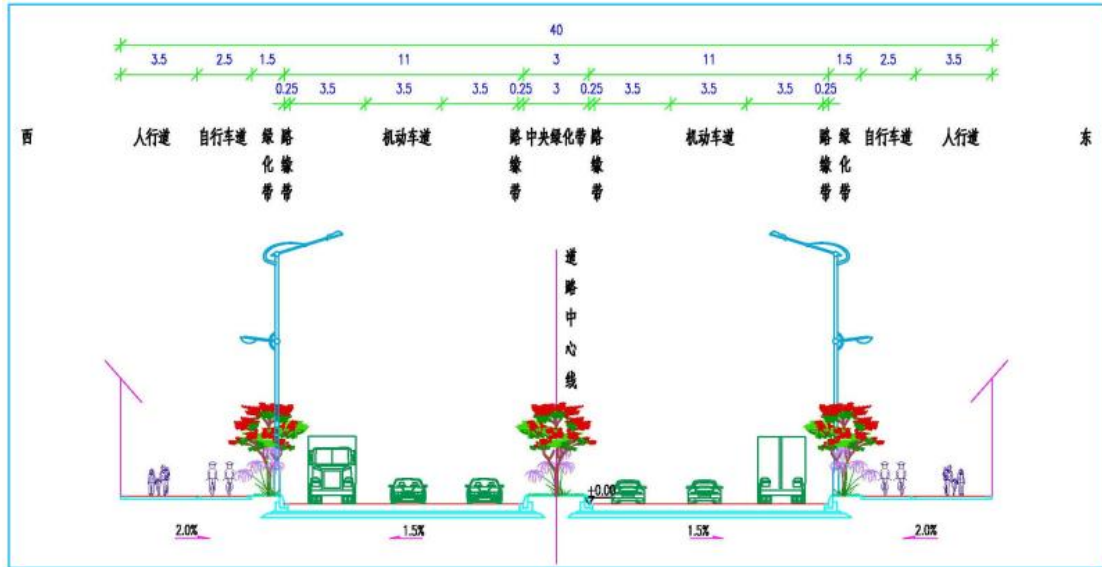 40
3.5 2.5 1.5 11 3 11 1.5 2.5 3.5
0.25 3.5 3.5 3.5 0.25 3 0.25 3.5 3.5 3.5 0.25
西 人行道 自行车道 绿化带 路缘带 机动车道 路缘带 中央绿化带 路缘带 机动车道 路缘带 绿化带 自行车道 人行道 东
道路中心线
±0.00
2.0% 1.5% 1.5% 2.0%